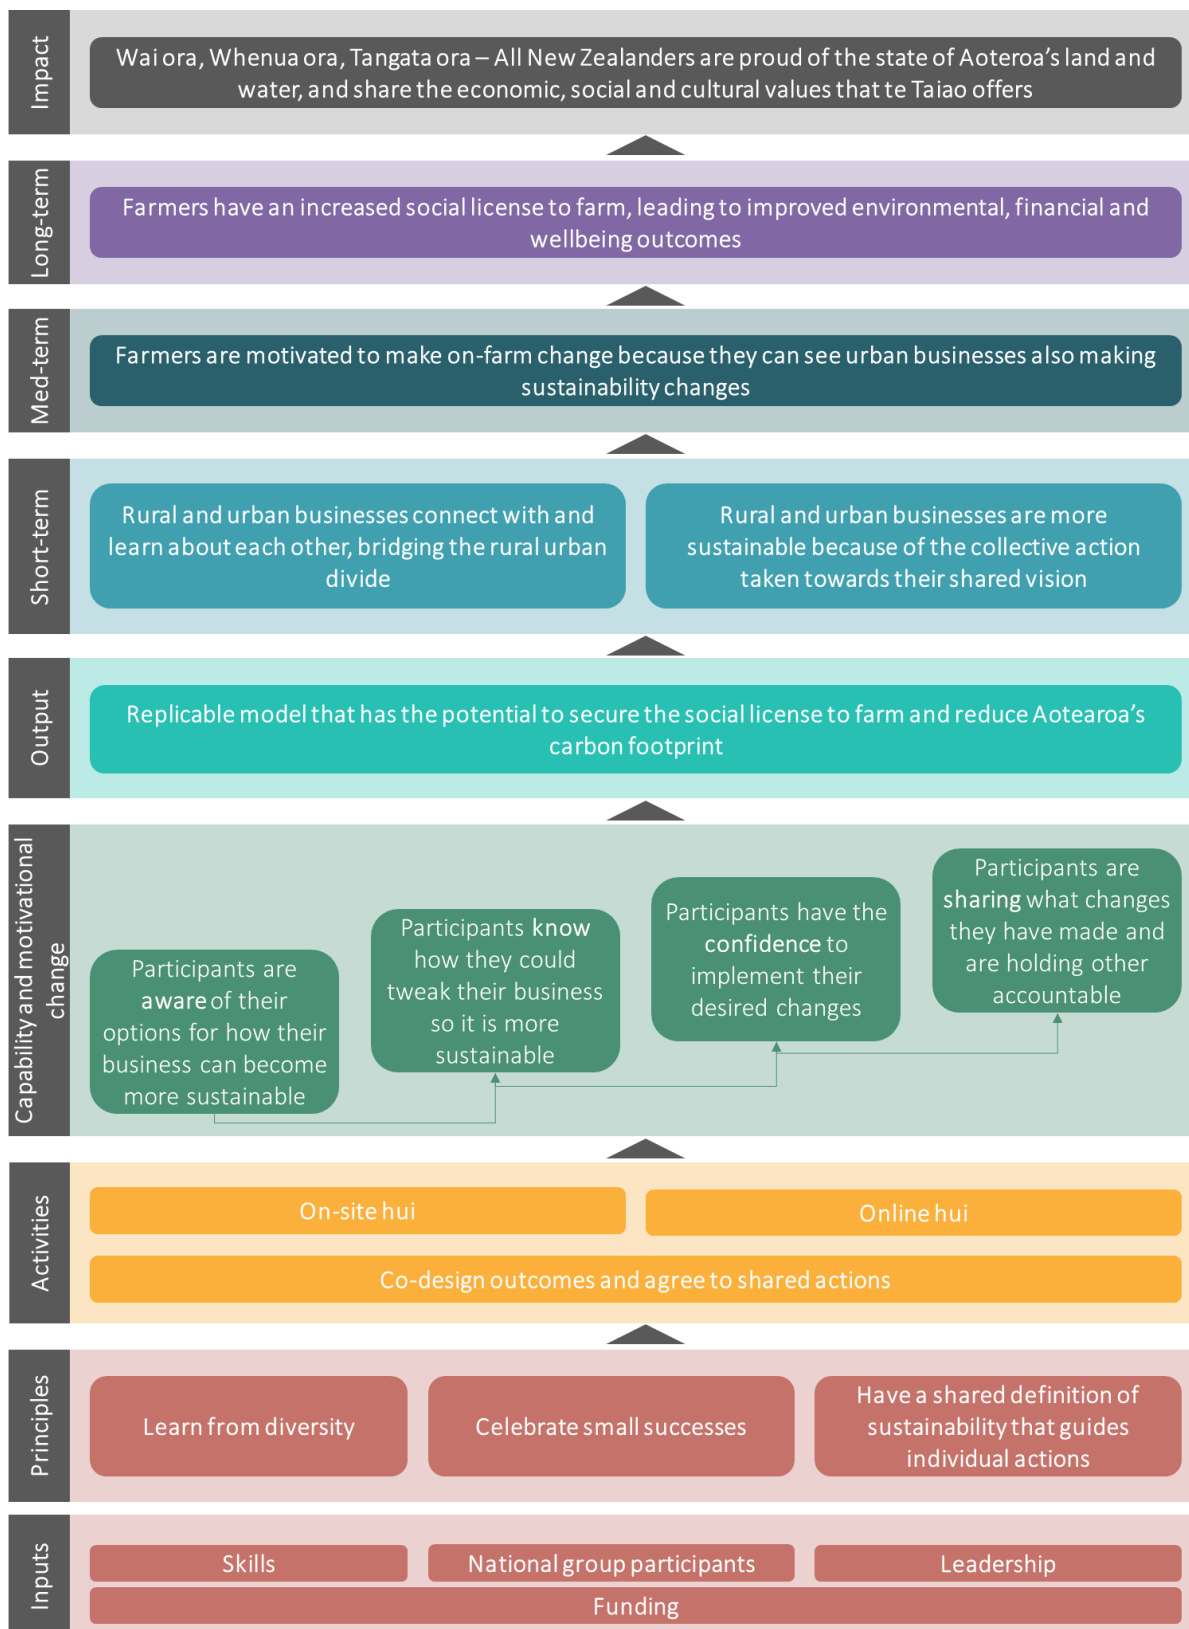 Impact
Wai ora, Whenua ora, Tangata ora – All New Zealanders are proud of the state of Aoteroa’s land and
water, and share the economic, social and cultural values that te Taiao offers
Long-term
Farmers have an increased social license to farm, leading to improved environmental, financial and
wellbeing outcomes
Med-term
Farmers are motivated to make on-farm change because they can see urban businesses also making
sustainability changes
Short-term
Rural and urban businesses connect with and
learn about each other, bridging the rural urban
divide
Rural and urban businesses are more
sustainable because of the collective action
taken towards their shared vision
Output
Replicable model that has the potential to secure the social license to farm and reduce Aotearoa’s
carbon footprint
Capability and motivational
change
Participants are
aware of their
options for how their
business can become
more sustainable
Participants know
how they could
tweak their business
so it is more
sustainable
Participants have the
confidence to
implement their
desired changes
Participants are
sharing what changes
they have made and
are holding other
accountable
Activities
On-site hui
Online hui
Co-design outcomes and agree to shared actions
Principles
Learn from diversity
Celebrate small successes
Have a shared definition of
sustainability that guides
individual actions
Inputs
Skills
National group participants
Leadership
Funding